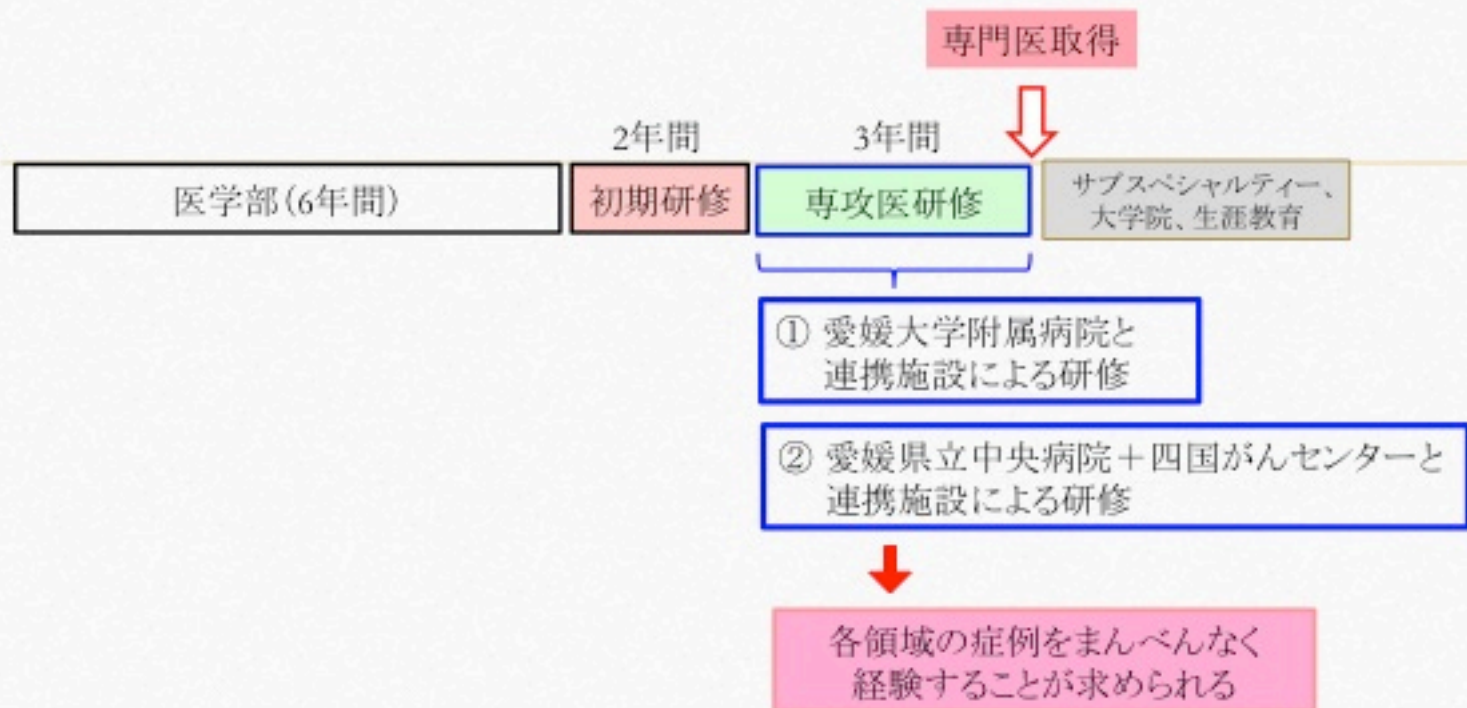 専門医取得
2年間
3年間
医学部(6年間)
初期研修
専攻医研修
サブスペシャルティー、
大学院、生涯教育
① 愛媛大学附属病院と
連携施設による研修
② 愛媛県立中央病院＋四国がんセンターと
連携施設による研修
各領域の症例をまんべんなく
経験することが求められる